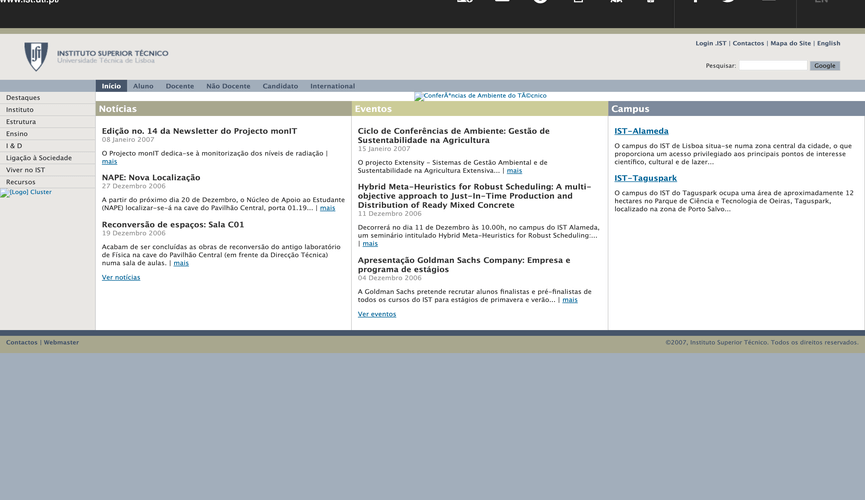 www.ist.utl.pt
EN
INSTITUTO SUPERIOR TÉCNICO
Universidade Técnica de Lisboa
Login .IST | Contactos | Mapa do Site | English
Pesquisar: Google
Início Aluno Docente Não Docente Candidato International
Destaques
Instituto
Estrutura
Ensino
I & D
Ligação à Sociedade
Viver no IST
Recursos
[Logo] Cluster
ConferÃªncias de Ambiente do TÃ©cnico
Notícias
Edição no. 14 da Newsletter do Projecto monIT
08 Janeiro 2007
O Projecto monIT dedica-se à monitorização dos níveis de radiação |
mais
NAPE: Nova Localização
27 Dezembro 2006
A partir do próximo dia 20 de Dezembro, o Núcleo de Apoio ao Estudante
(NAPE) localizar-se-á na cave do Pavilhão Central, porta 01.19... | mais
Reconversão de espaços: Sala C01
19 Dezembro 2006
Acabam de ser concluídas as obras de reconversão do antigo laboratório
de Física na cave do Pavilhão Central (em frente da Direcção Técnica)
numa sala de aulas. | mais
Ver notícias
Eventos
Ciclo de Conferências de Ambiente: Gestão de
Sustentabilidade na Agricultura
15 Janeiro 2007
O projecto Extensity - Sistemas de Gestão Ambiental e de
Sustentabilidade na Agricultura Extensiva... | mais
Hybrid Meta-Heuristics for Robust Scheduling: A multi-
objective approach to Just-In-Time Production and
Distribution of Ready Mixed Concrete
11 Dezembro 2006
Decorrerá no dia 11 de Dezembro às 10.00h, no campus do IST Alameda,
um seminário intitulado Hybrid Meta-Heuristics for Robust Scheduling:...
| mais
Apresentação Goldman Sachs Company: Empresa e
programa de estágios
04 Dezembro 2006
A Goldman Sachs pretende recrutar alunos finalistas e pré-finalistas de
todos os cursos do IST para estágios de primavera e verão... | mais
Ver eventos
Campus
IST-Alameda
O campus do IST de Lisboa situa-se numa zona central da cidade, o que
proporciona um acesso privilegiado aos principais pontos de interesse
científico, cultural e de lazer...
IST-Taguspark
O campus do IST do Taguspark ocupa uma área de aproximadamente 12
hectares no Parque de Ciência e Tecnologia de Oeiras, Taguspark,
localizado na zona de Porto Salvo...
Contactos | Webmaster
©2007, Instituto Superior Técnico. Todos os direitos reservados.